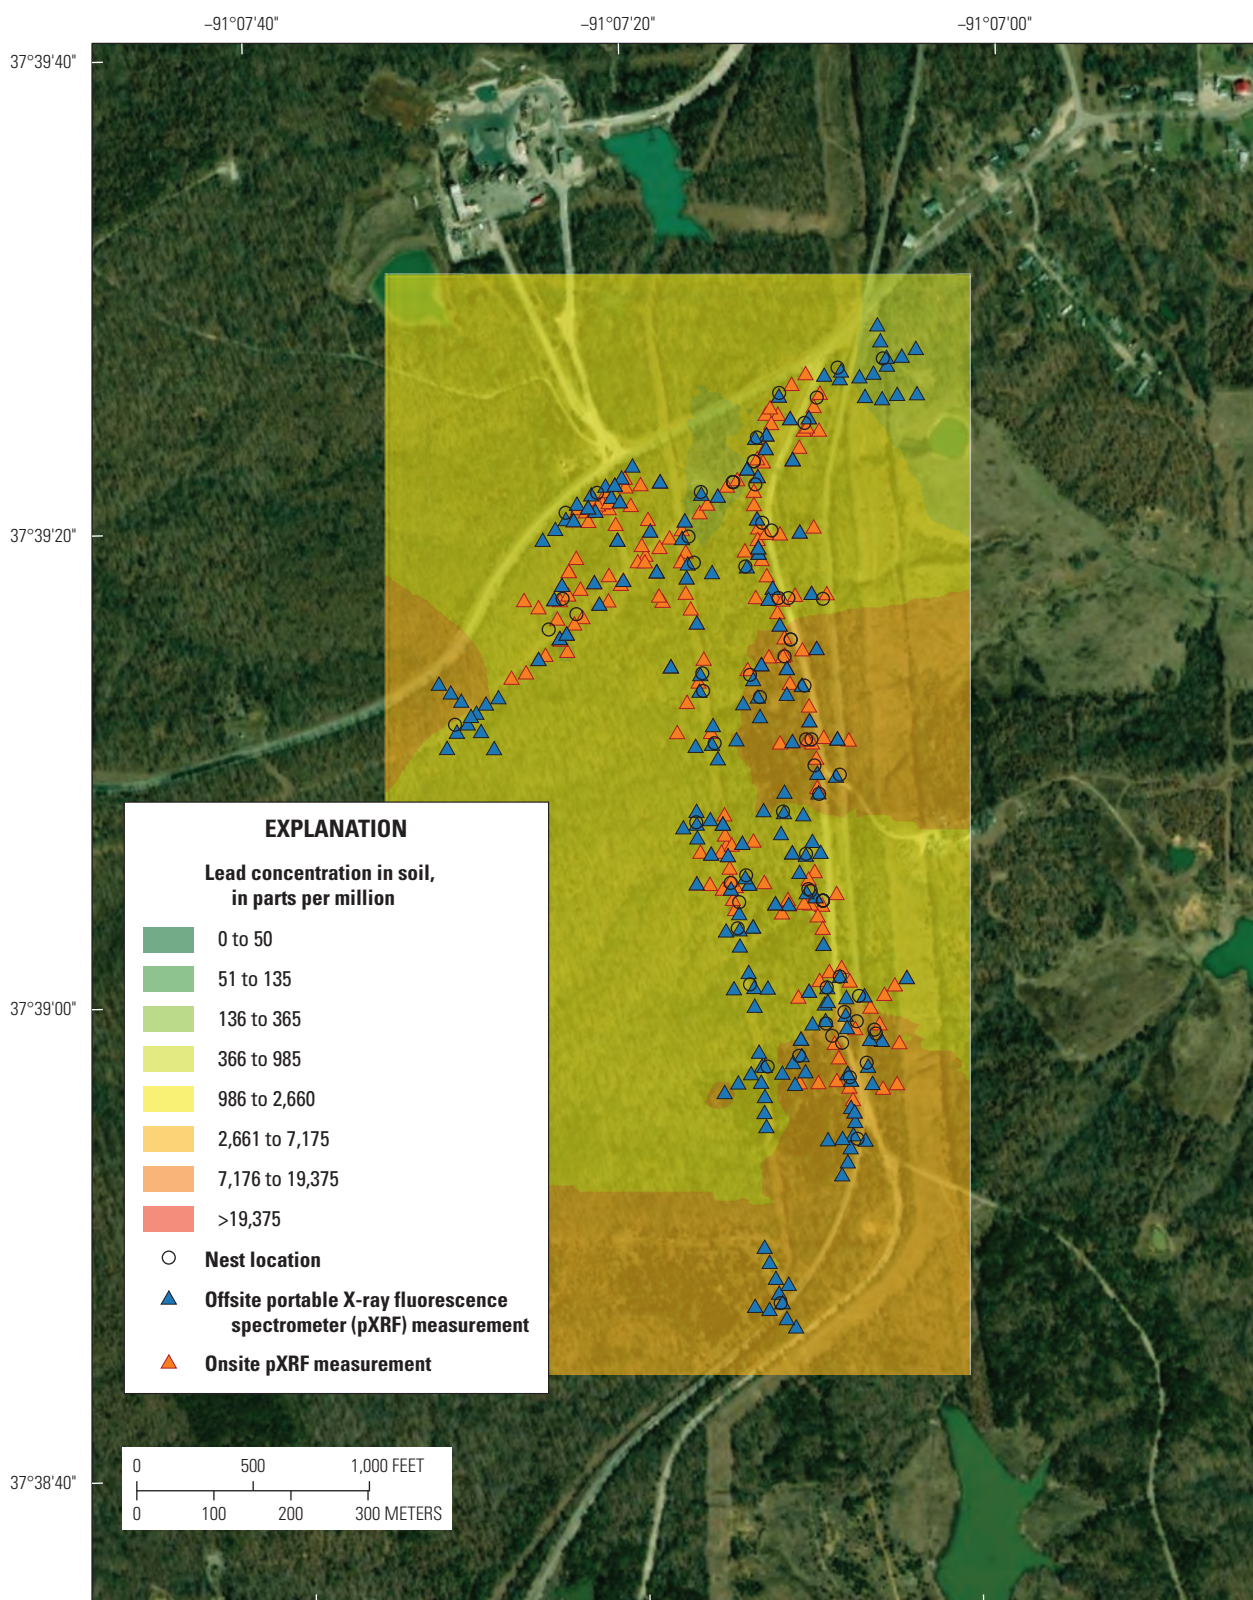 –91°07'40"
–91°07'20"
–91°07'00"
37°39'40"
37°39'20"
37°39'00"
37°38'40"
EXPLANATION
Lead concentration in soil,
in parts per million
0 to 50
51 to 135
136 to 365
366 to 985
986 to 2,660
2,661 to 7,175
7,176 to 19,375
>19,375
Nest location
Offsite portable X-ray fluorescence
spectrometer (pXRF) measurement
Onsite pXRF measurement
0 500 1,000 FEET
0 100 200 300 METERS